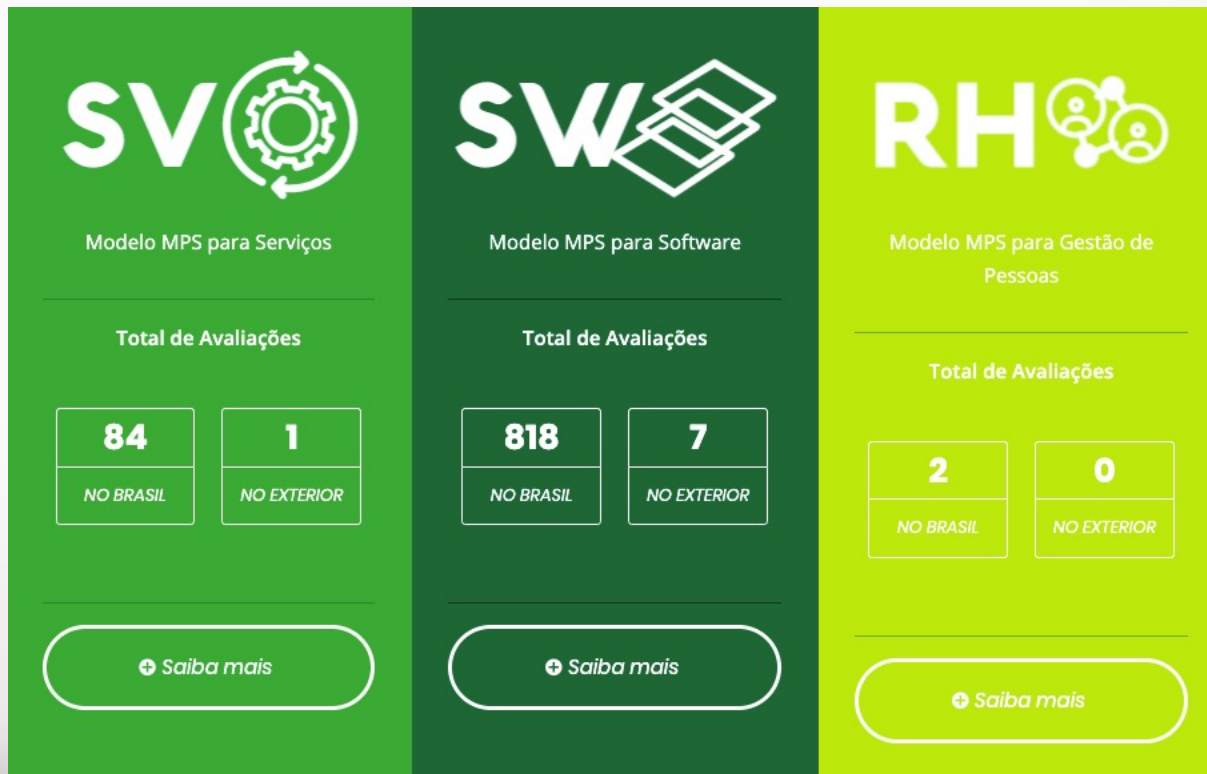 SV
Modelo MPS para Serviços
Total de Avaliações
84
NO BRASIL
1
NO EXTERIOR
Saiba mais
SW
Modelo MPS para Software
Total de Avaliações
818
NO BRASIL
7
NO EXTERIOR
Saiba mais
RH
Modelo MPS para Gestão de
Pessoas
Total de Avaliações
2
NO BRASIL
0
NO EXTERIOR
Saiba mais